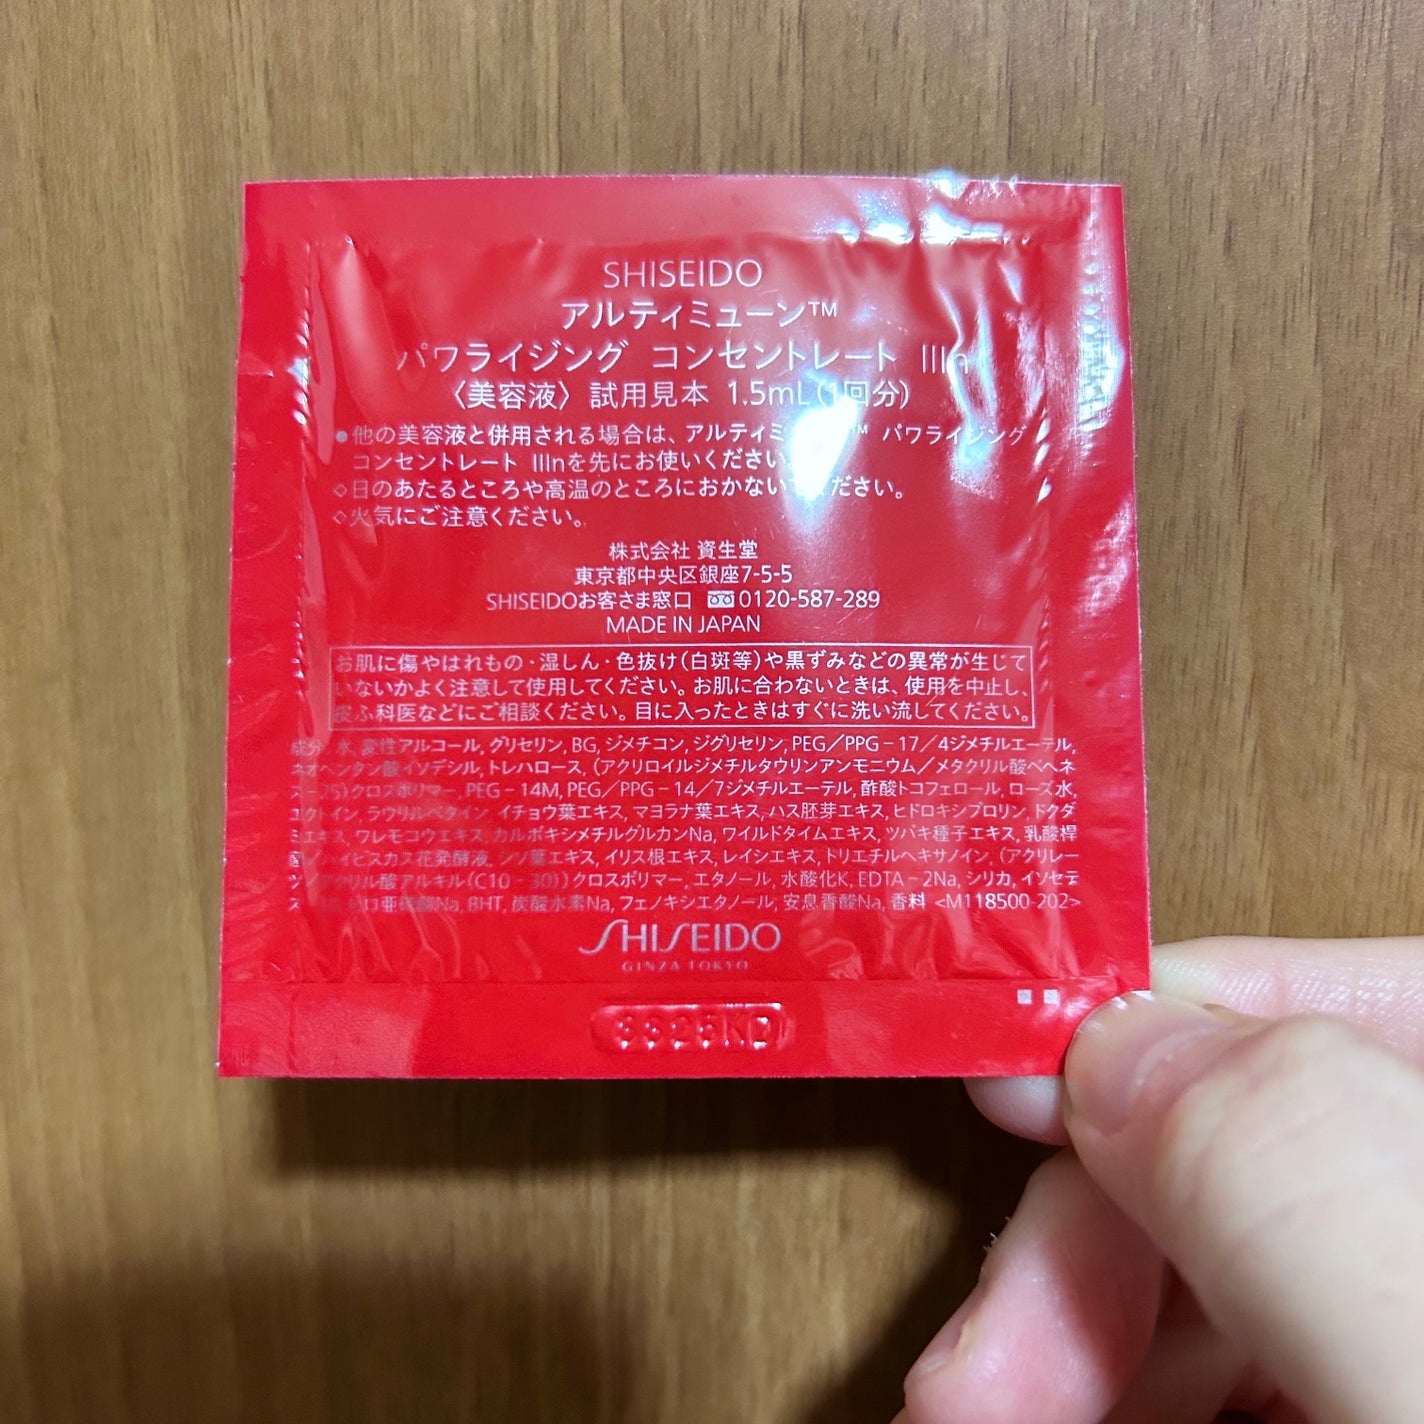 SHISEIDO
アルティミューン™
パワライジング コンセントレート IIIn
〈美容液〉 試用見本 1.5mL(1回分)
●他の美容液と併用される場合は、アルティミ ™ パワライジング
コンセントレート IIInを先にお使いください。
◇日のあたるところや高温のところにおかないでください。
◇火気にご注意ください。
株式会社 資生堂
東京都中央区銀座7-5-5
SHISEIDOお客さま窓口 0120-587-289
MADE IN JAPAN
お肌に傷やはれもの・湿しん・色抜け(白斑等)や黒ずみなどの異常が生じて
いないかよく注意して使用してください。お肌に合わないときは、使用を中止し、
皮ふ科医などにご相談ください。目に入ったときはすぐに洗い流してください。
成分 水, 変性アルコール, グリセリン, BG, ジメチコン, ジグリセリン, PEG/PPG-17/4ジメチルエーテル,
ネオペンタン酸イソデシル, トレハロース, (アクリロイルジメチルタウリンアンモニウム/メタクリル酸ベヘネ
ス-25)クロスポリマー, PEG-14M, PEG/PPG-14/7ジメチルエーテル, 酢酸トコフェロール, ローズ水,
エクトイン, ラウリルベタイン, イチョウ葉エキス, マヨラナ葉エキス, ハス胚芽エキス, ヒドロキシプロリン, ドクダ
ミエキス, ワレモコウエキス, カルボキシメチルグルカンNa, ワイルドタイムエキス, ツバキ種子エキス, 乳酸桿
菌/ハイビスカス花発酵液, シソ葉エキス, イリス根エキス, レイシエキス, トリエチルヘキサノイン, (アクリレー
ツ/アクリル酸アルキル(C10-30))クロスポリマー, エタノール, 水酸化K, EDTA-2Na, シリカ, イソセテ
ピロ亜硫酸Na, BHT, 炭酸水素Na, フェノキシエタノール, 安息香酸Na, 香料 <M118500-202>
SHISEIDO
GINZA TOKYO